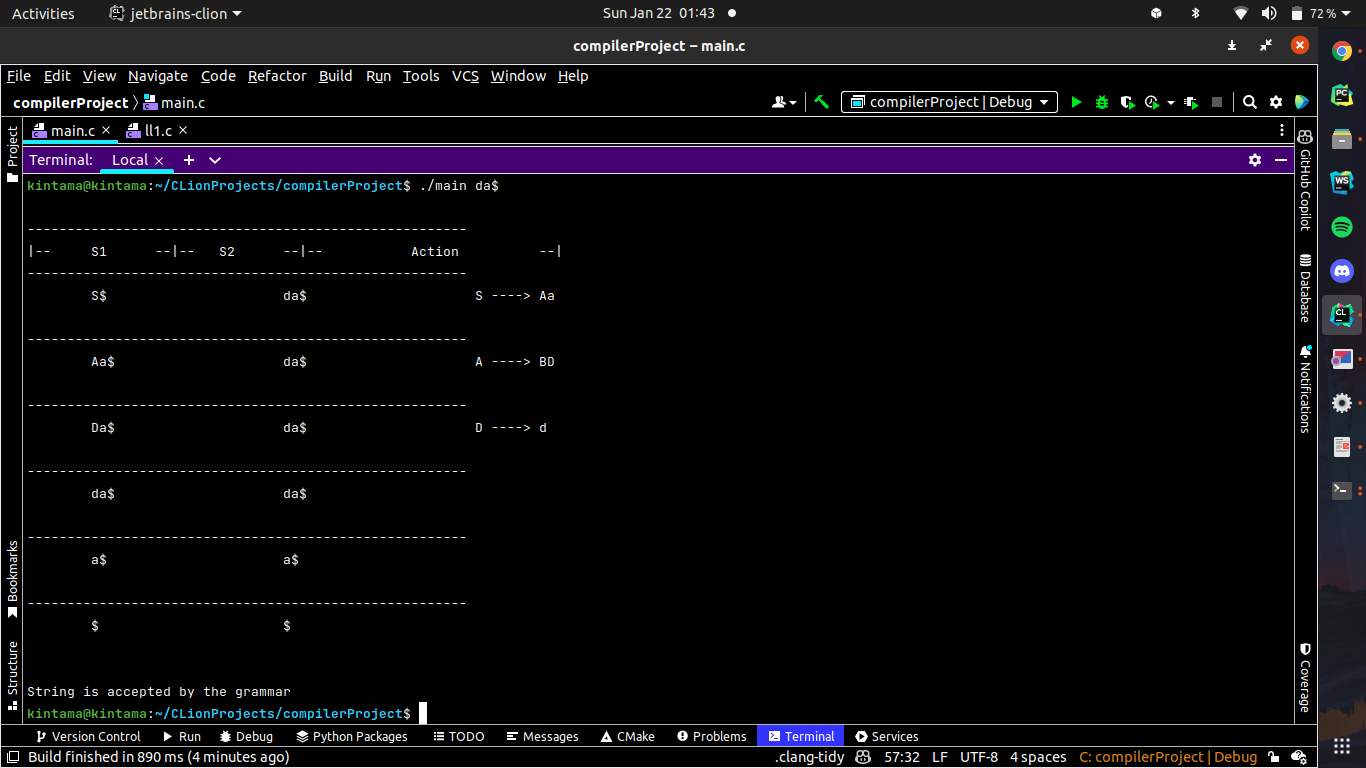 Activities jetbrains-clion Sun Jan 22 01:43 72 %
compilerProject – main.c
File Edit View Navigate Code Refactor Build Run Tools VCS Window Help
compilerProject main.c compilerProject | Debug
main.c ll1.c
Terminal: Local
kintama@kintama:~/CLionProjects/compilerProject$ ./main da$
-------------------------------------------------------
|-- S1 --|-- S2 --|-- Action --|
-------------------------------------------------------
S$ da$ S ----> Aa
-------------------------------------------------------
Aa$ da$ A ----> BD
-------------------------------------------------------
Da$ da$ D ----> d
-------------------------------------------------------
da$ da$
-------------------------------------------------------
a$ a$
-------------------------------------------------------
$ $
String is accepted by the grammar
kintama@kintama:~/CLionProjects/compilerProject$
Project
Bookmarks
Structure
GitHub Copilot
Database
Notifications
Coverage
PC
WS
CL
Version Control Run Debug Python Packages TODO Messages CMake Problems Terminal Services
Build finished in 890 ms (4 minutes ago) .clang-tidy 57:32 LF UTF-8 4 spaces C: compilerProject | Debug